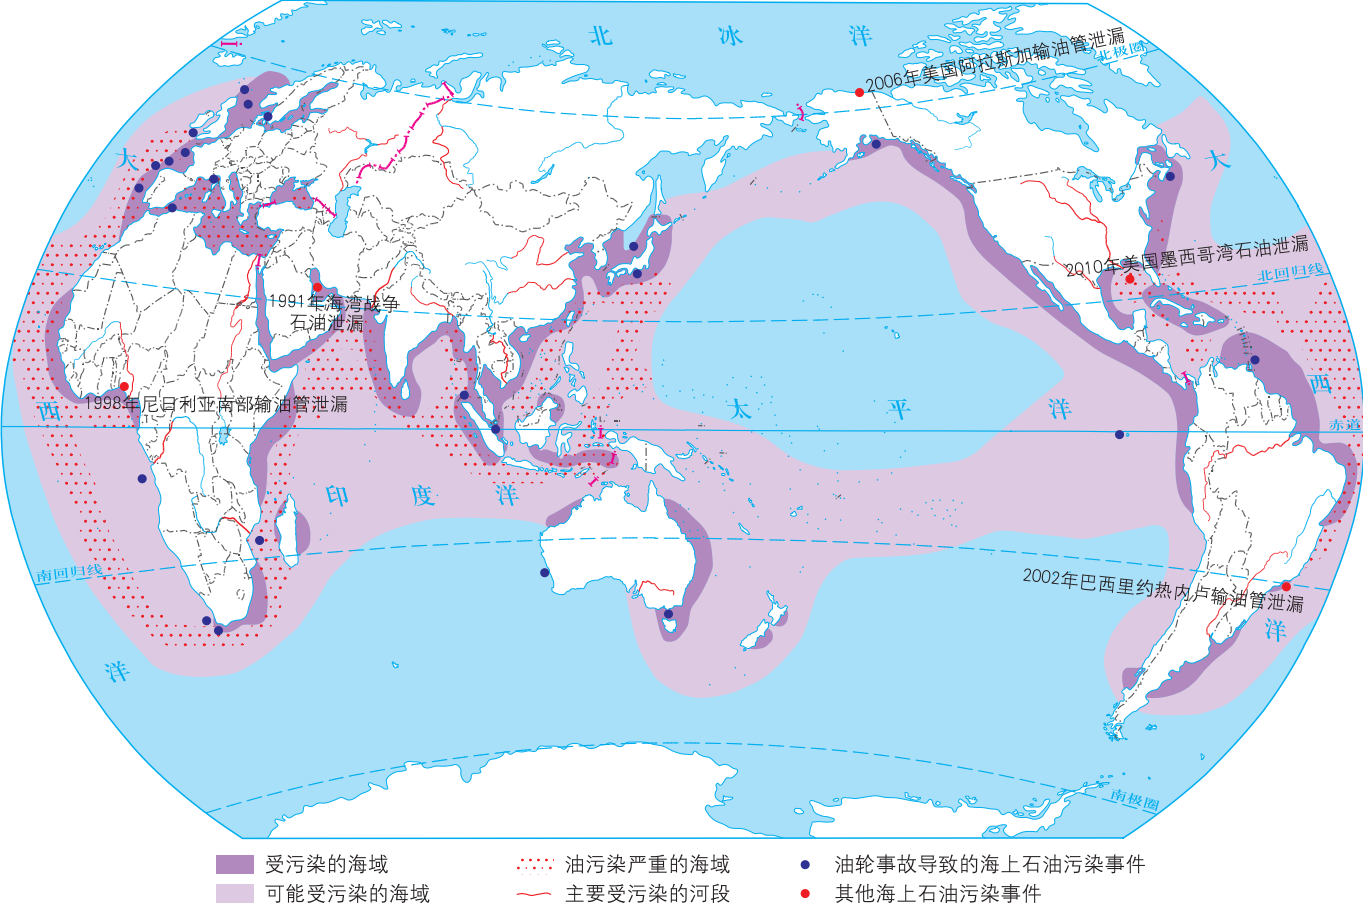 北冰洋
北极圈
2006年美国阿拉斯加输油管泄漏
大
大
2010年美国墨西哥湾石油泄漏
北回归线
1991年海湾战争
石油泄漏
西
1998年尼日利亚南部输油管泄漏
太平洋
西
赤道
印度洋
南回归线
2002年巴西里约热内卢输油管泄漏
洋
洋
南极圈
受污染的海域
油污染严重的海域
油轮事故导致的海上石油污染事件
可能受污染的海域
主要受污染的河段
其他海上石油污染事件